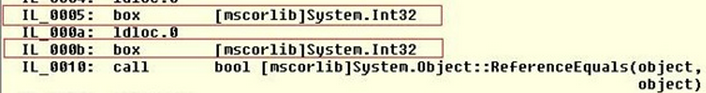 IL_0005: box [mscorlib]System.Int32
IL_000a: ldloc.0
IL_000b: box [mscorlib]System.Int32
IL_0010: call bool [mscorlib]System.Object::ReferenceEquals(object,
object)